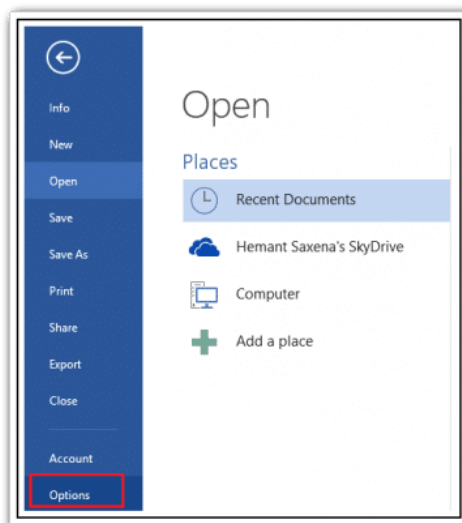 Info
New
Open
Save
Save As
Print
Share
Export
Close
Account
Options
Open
Places
Recent Documents
Hemant Saxena's SkyDrive
Computer
Add a place